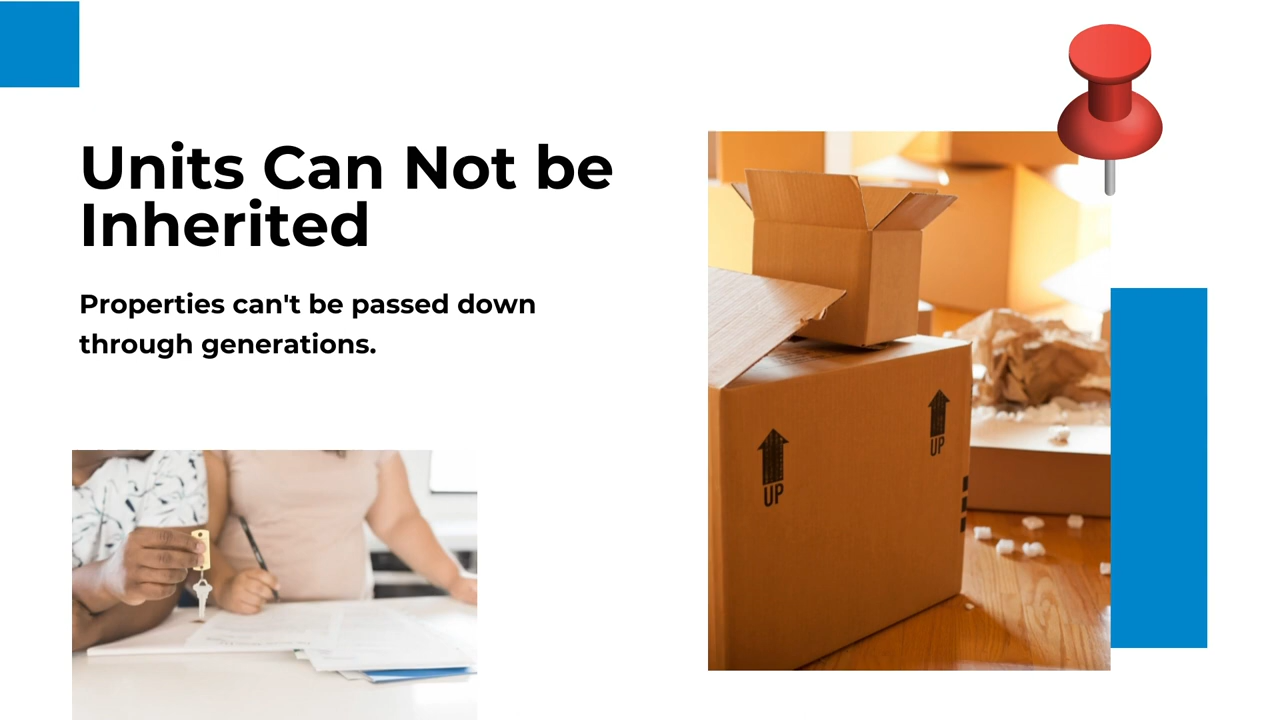 Units Can Not be
Inherited
Properties can't be passed down
through generations.
UP
UP